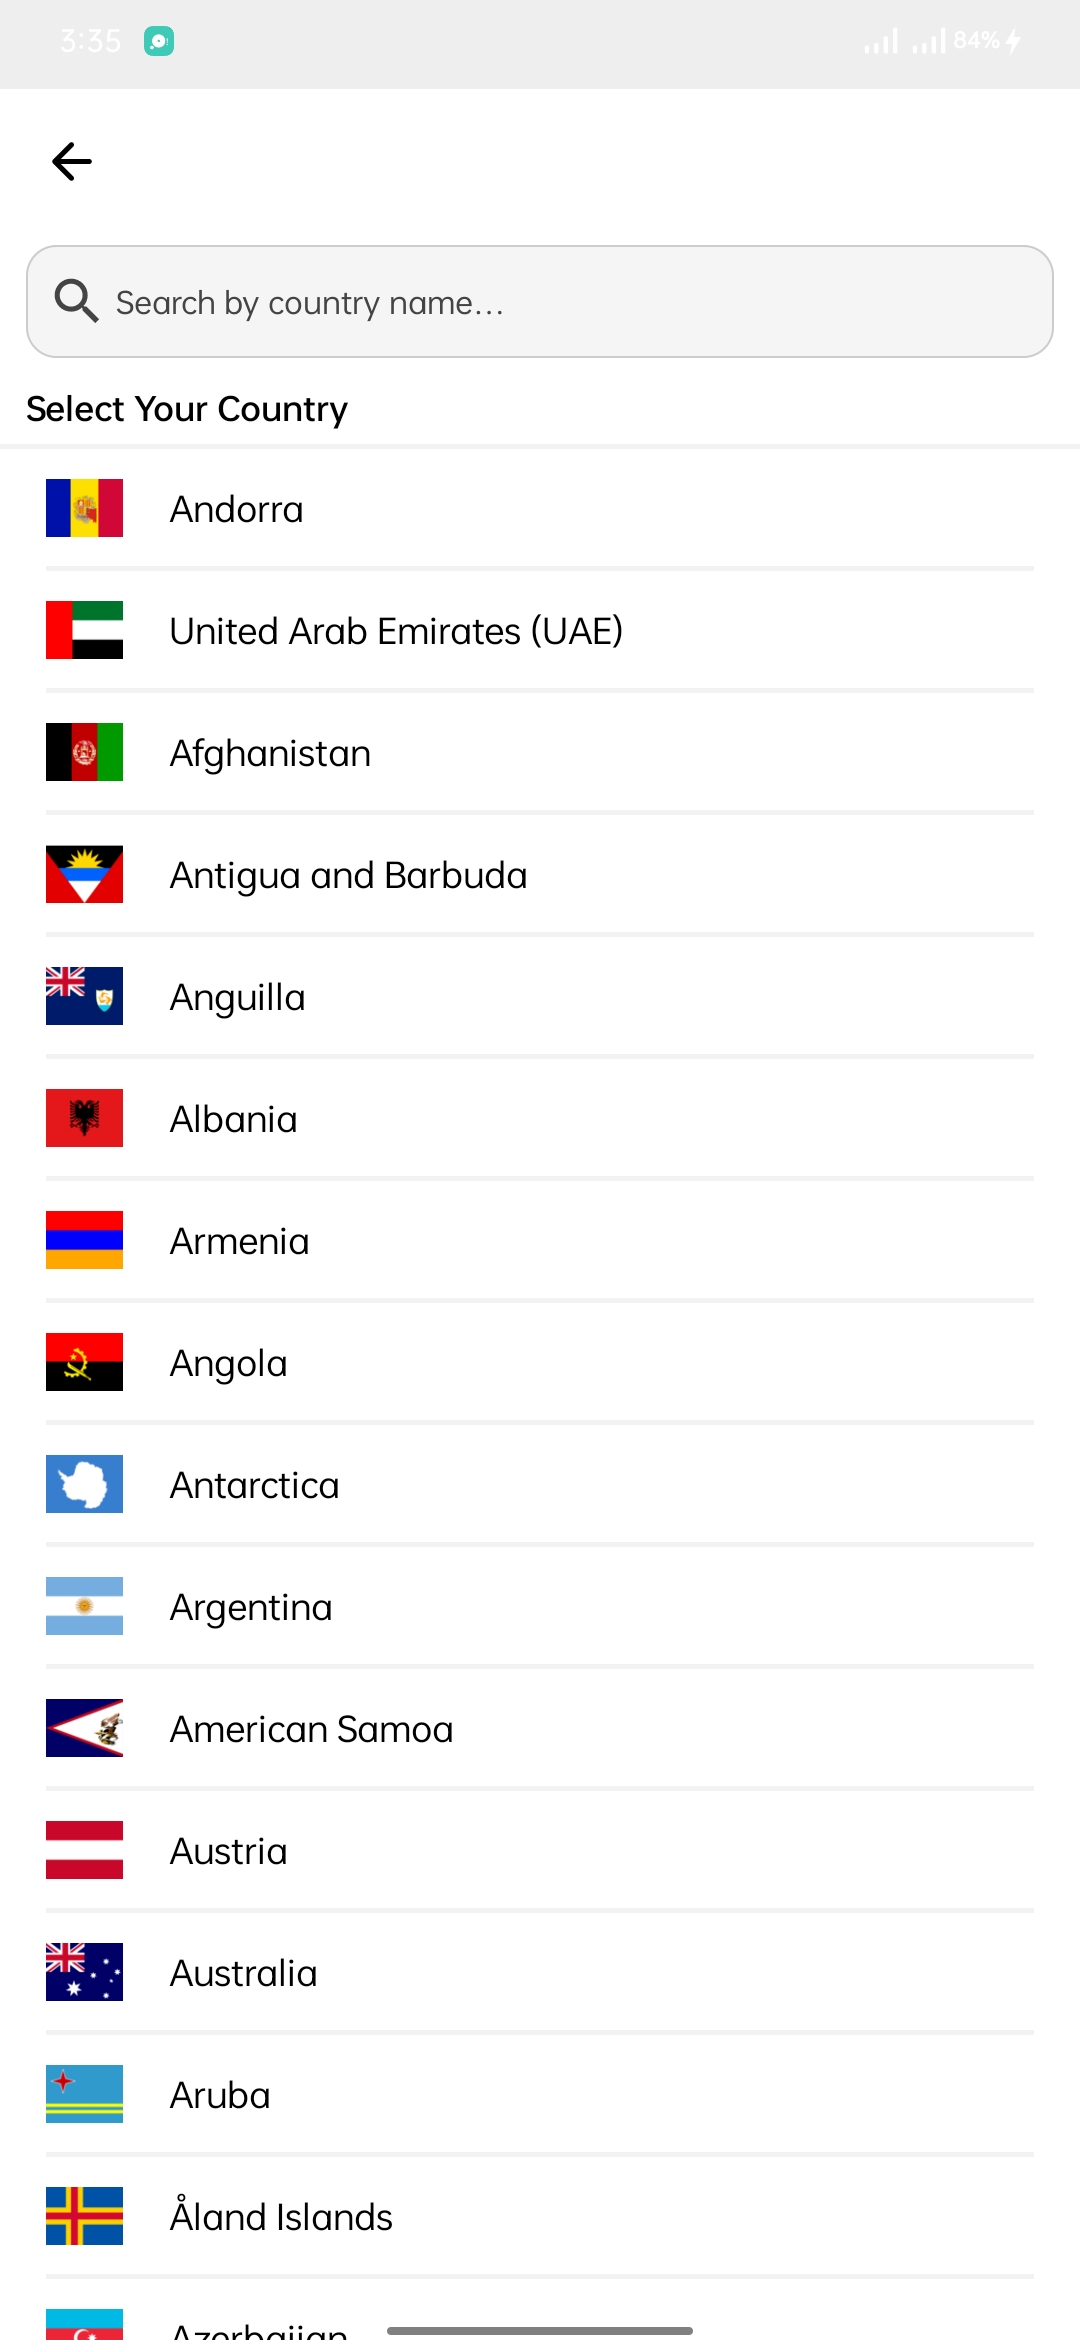 3:35
84%
Search by country name...
Select Your Country
Andorra
United Arab Emirates (UAE)
Afghanistan
Antigua and Barbuda
Anguilla
Albania
Armenia
Angola
Antarctica
Argentina
American Samoa
Austria
Australia
Aruba
Åland Islands
Azerbaijan